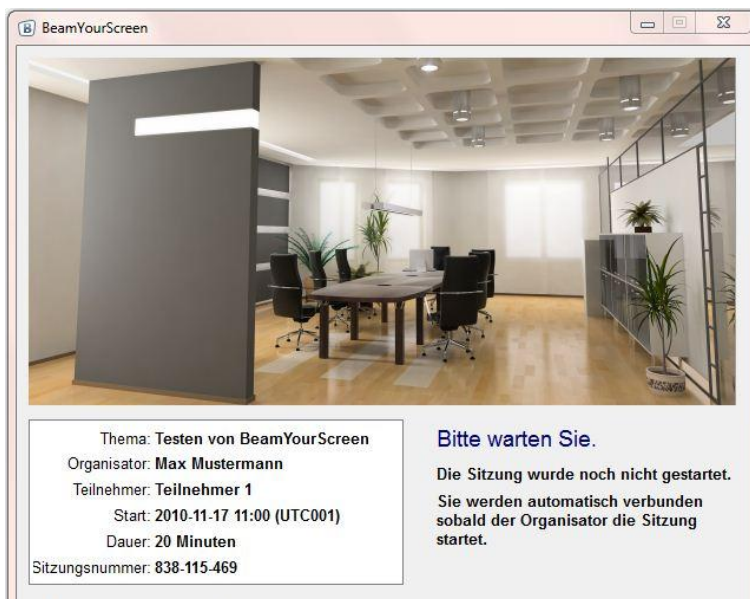 BeamYourScreen
Thema: Testen von BeamYourScreen
Organisator: Max Mustermann
Teilnehmer: Teilnehmer 1
Start: 2010-11-17 11:00 (UTC001)
Dauer: 20 Minuten
Sitzungsnummer: 838-115-469
Bitte warten Sie.
Die Sitzung wurde noch nicht gestartet.
Sie werden automatisch verbunden
sobald der Organisator die Sitzung
startet.